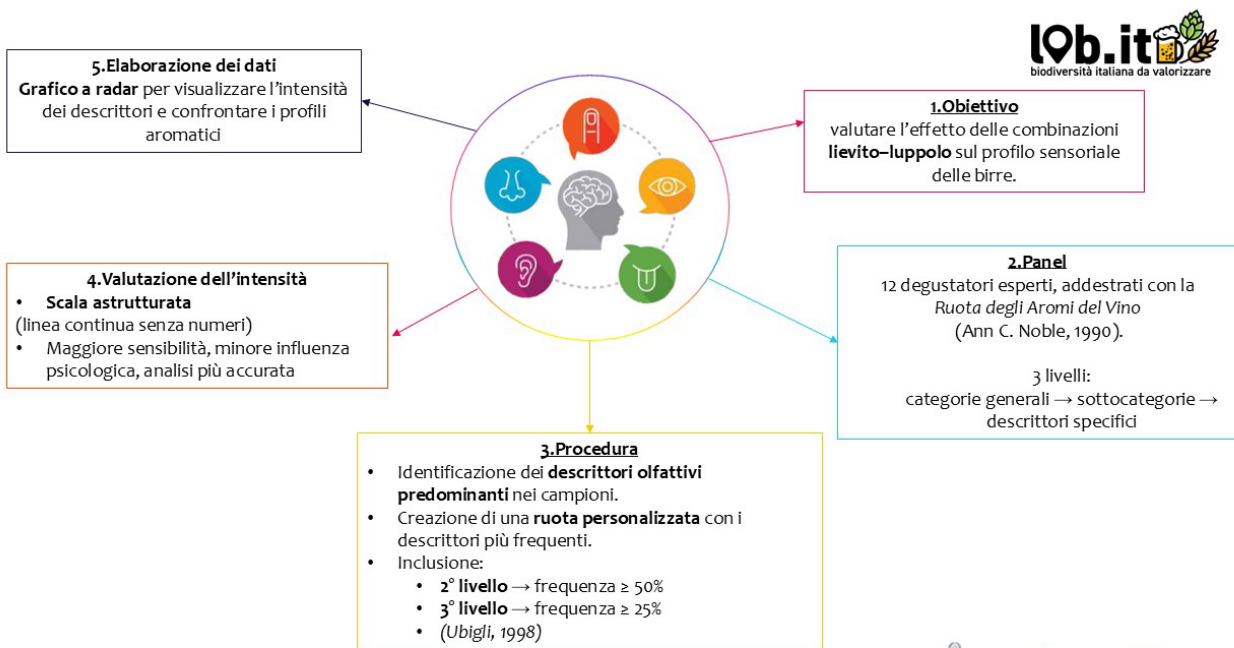 lob.it
biodiversità italiana da valorizzare
1.Obiettivo
valutare l'effetto delle combinazioni
lievito–luppolo sul profilo sensoriale
delle birre.
2.Panel
12 degustatori esperti, addestrati con la
Ruota degli Aromi del Vino
(Ann C. Noble, 1990).
3 livelli:
categorie generali → sottocategorie →
descrittori specifici
3.Procedura
• Identificazione dei descrittori olfattivi
predominanti nei campioni.
• Creazione di una ruota personalizzata con i
descrittori più frequenti.
• Inclusione:
• 2° livello → frequenza ≥ 50%
• 3° livello → frequenza ≥ 25%
• (Ubigli, 1998)
4.Valutazione dell'intensità
• Scala astrutturata
(linea continua senza numeri)
• Maggiore sensibilità, minore influenza
psicologica, analisi più accurata
5.Elaborazione dei dati
Grafico a radar per visualizzare l'intensità
dei descrittori e confrontare i profili
aromatici